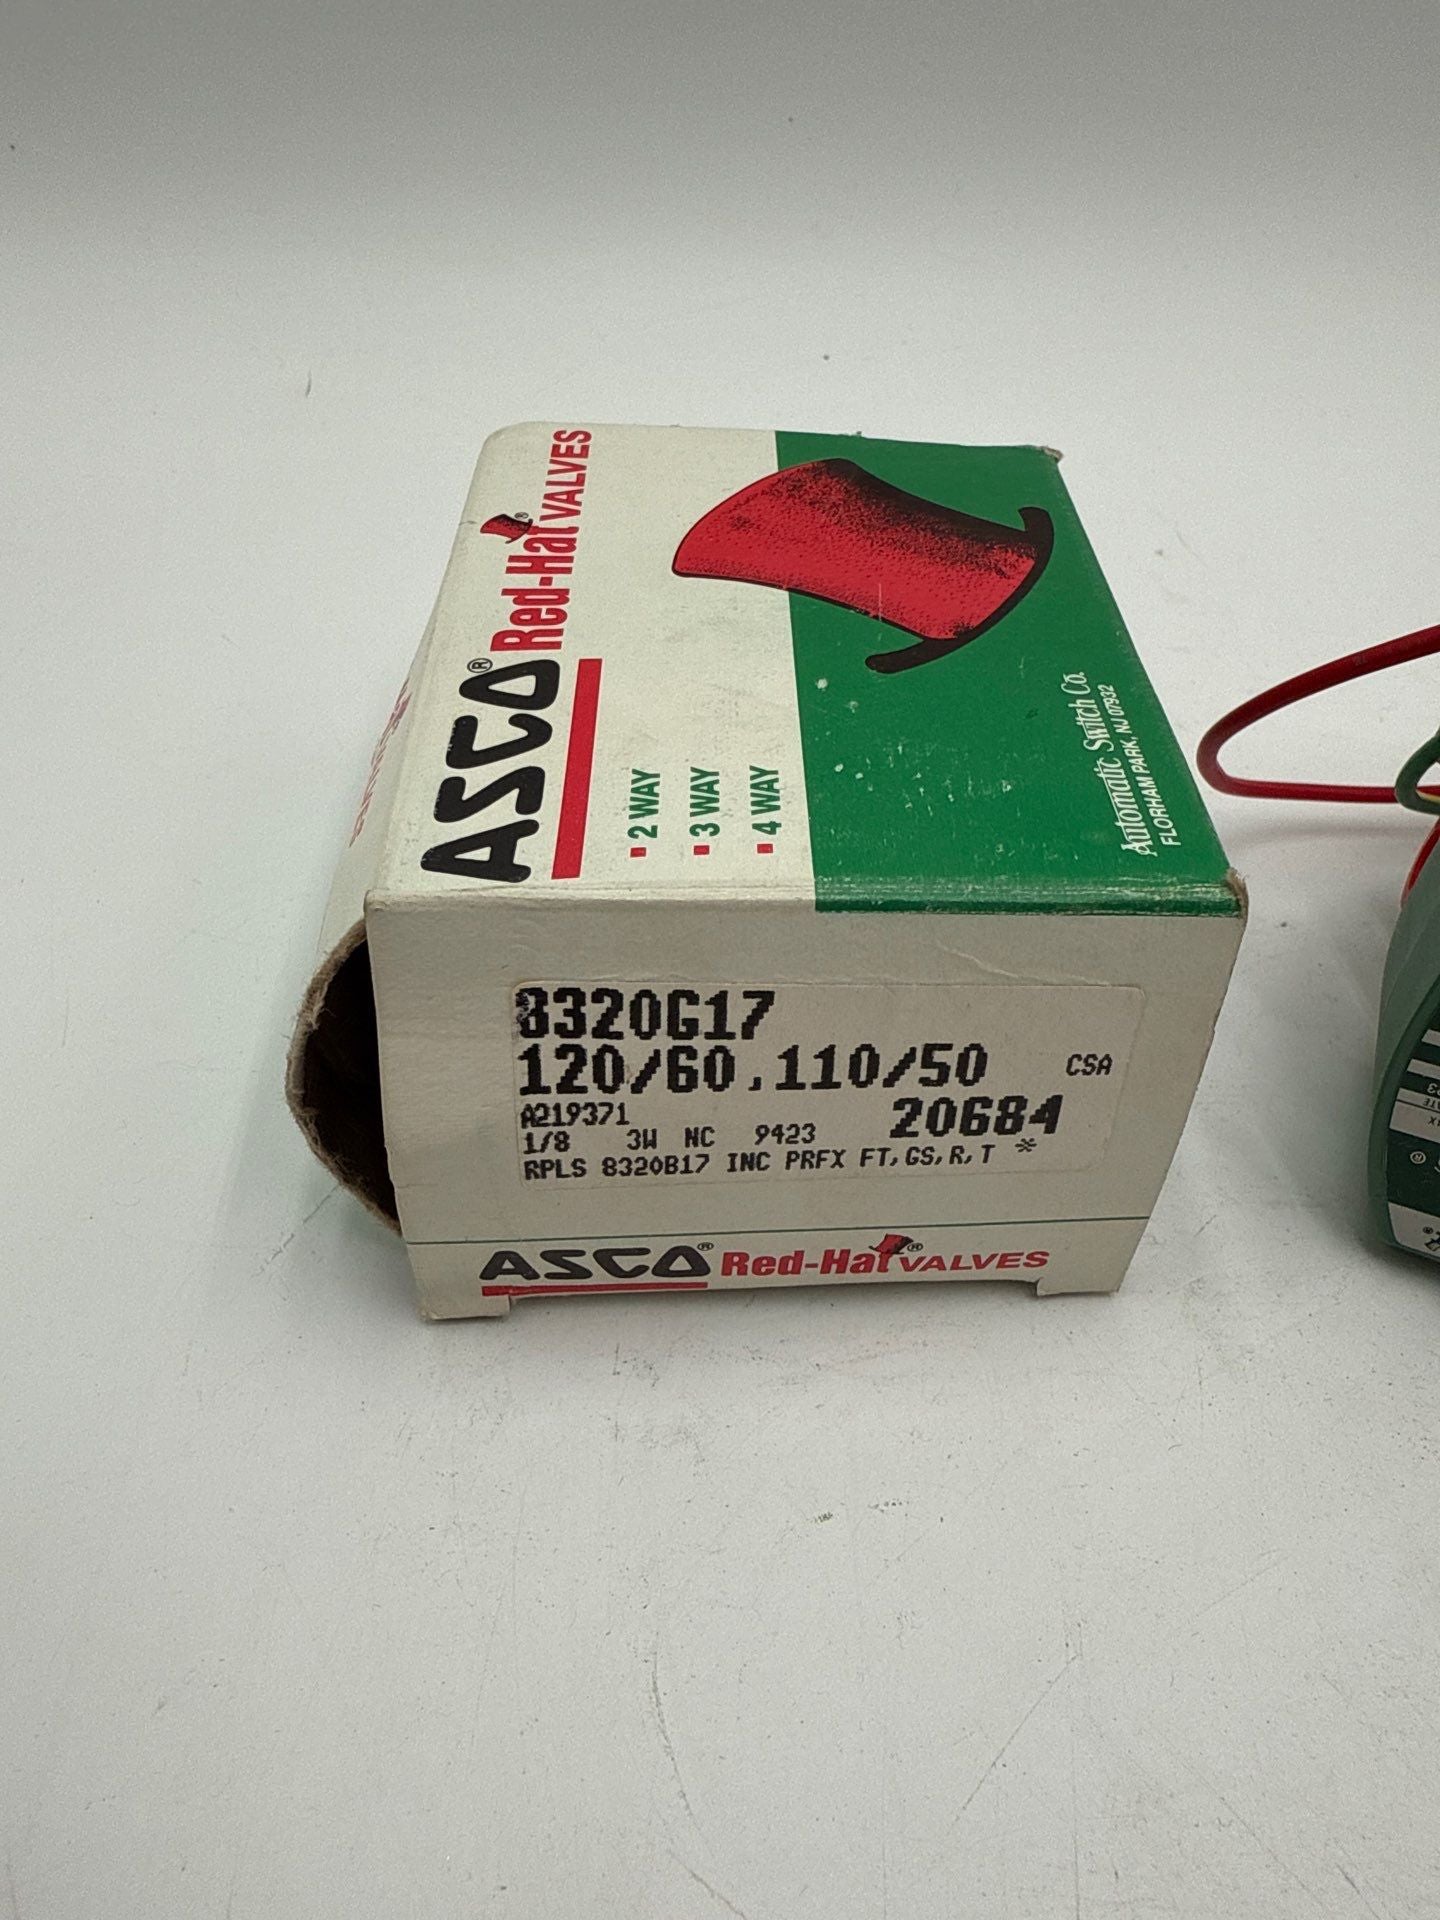 ASCO® Red-Hat® VALVES
▪ 2 WAY
▪ 3 WAY
▪ 4 WAY
Automatic Switch Co.
FLORHAM PARK, NJ 07932
8320G17
120/60,110/50 CSA
A219371 20684
1/8 3W NC 9423
RPLS 8320B17 INC PRFX FT,GS,R,T *
ASCO® Red-Hat® VALVES